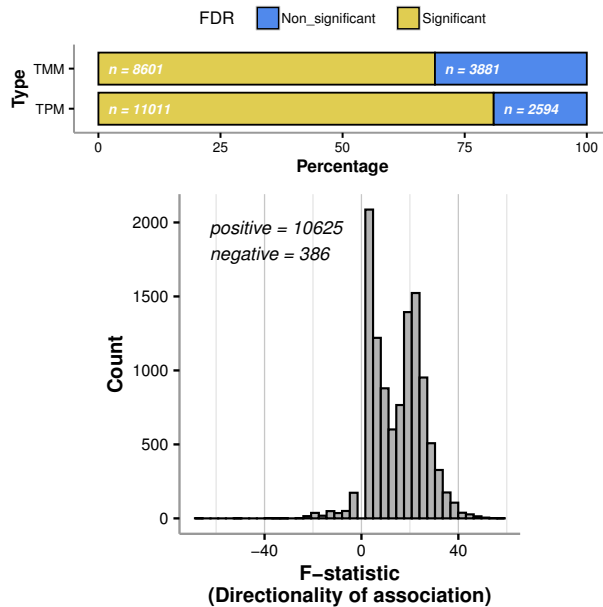 FDR Non_significant Significant
Type
TMM n = 8601 n = 3881
TPM n = 11011 n = 2594
0 25 50 75 100
Percentage
positive = 10625
negative = 386
Count
2000
1500
1000
500
0
−40 0 40
F−statistic
(Directionality of association)